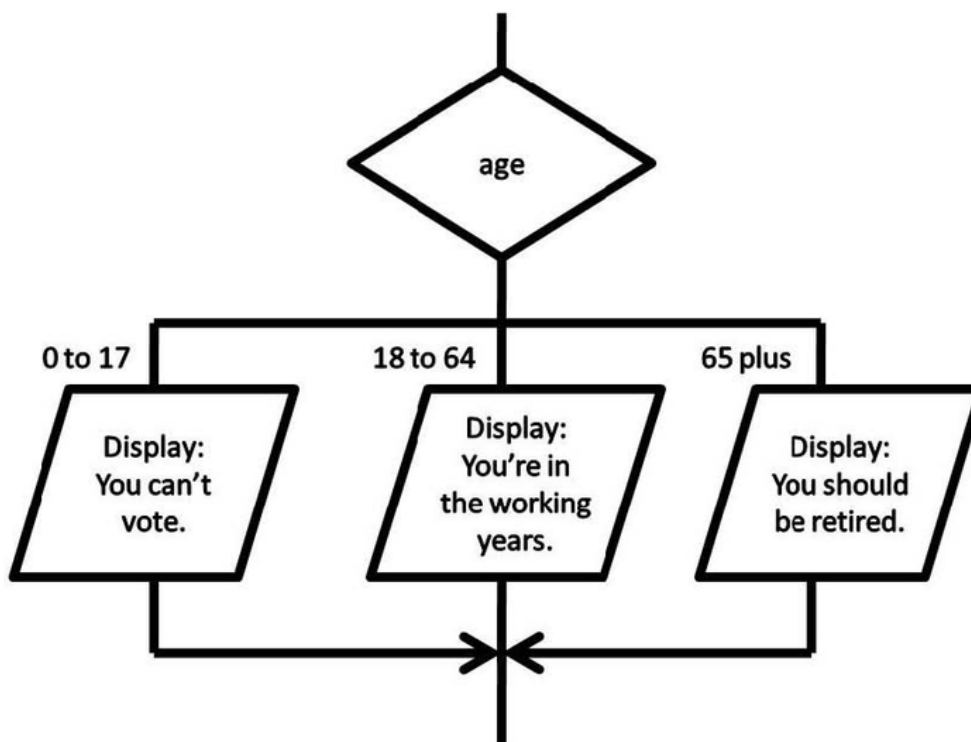 age
0 to 17
18 to 64
65 plus
Display:
You can’t
vote.
Display:
You’re in
the working
years.
Display:
You should
be retired.